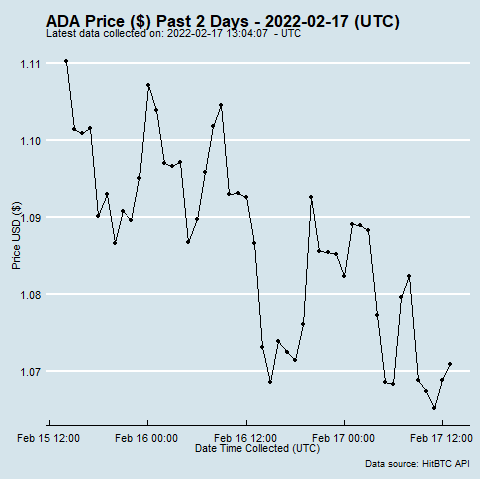 ADA Price ($) Past 2 Days - 2022-02-17 (UTC)
Latest data collected on: 2022-02-17 13:04:07 - UTC
1.11
1.10
1.09
1.08
1.07
Price USD ($)
Feb 15 12:00 Feb 16 00:00 Feb 16 12:00 Feb 17 00:00 Feb 17 12:00
Date Time Collected (UTC)
Data source: HitBTC API